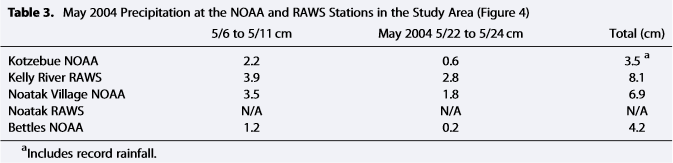 Table 3. May 2004 Precipitation at the NOAA and RAWS Stations in the Study Area (Figure 4)
5/6 to 5/11 cm May 2004 5/22 to 5/24 cm Total (cm)
Kotzebue NOAA 2.2 0.6 3.5 a
Kelly River RAWS 3.9 2.8 8.1
Noatak Village NOAA 3.5 1.8 6.9
Noatak RAWS N/A N/A N/A
Bettles NOAA 1.2 0.2 4.2
aIncludes record rainfall.